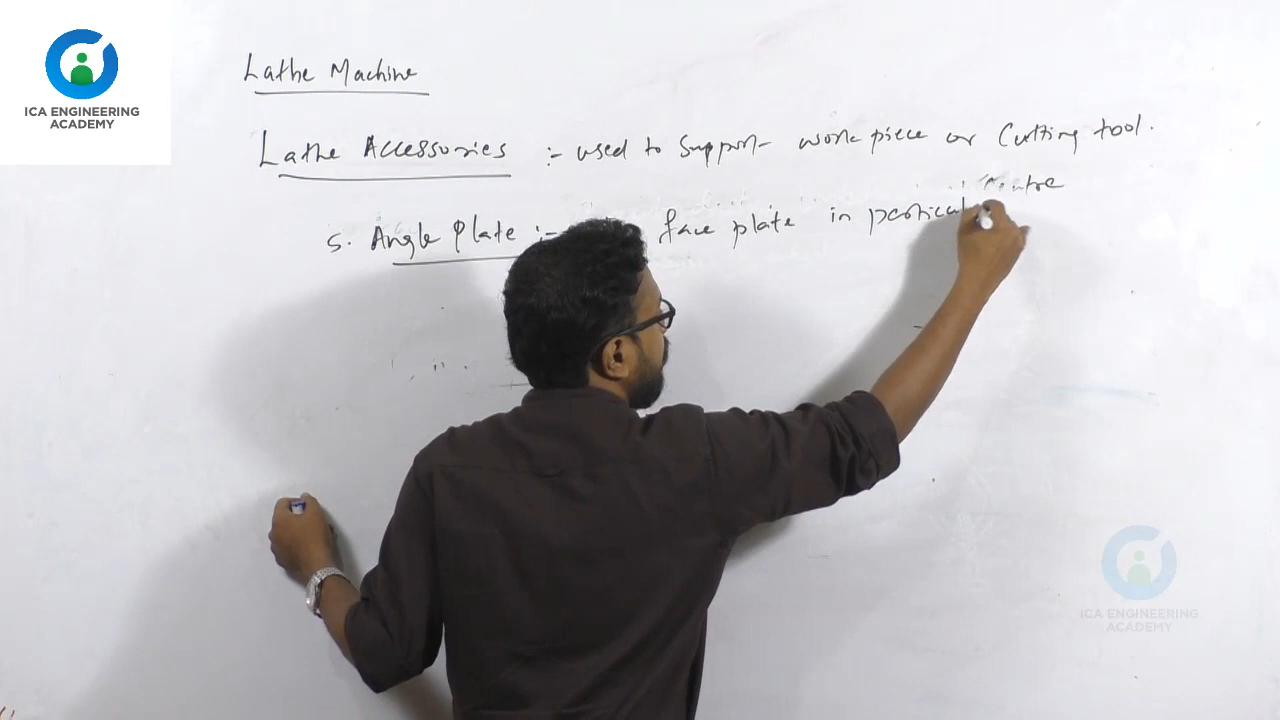 ICA ENGINEERING
ACADEMY
Lathe Machine
Lathe Accessories :- used to support work piece or Cutting tool.
5. Angle Plate :- face plate in
ICA ENGINEERING
ACADEMY